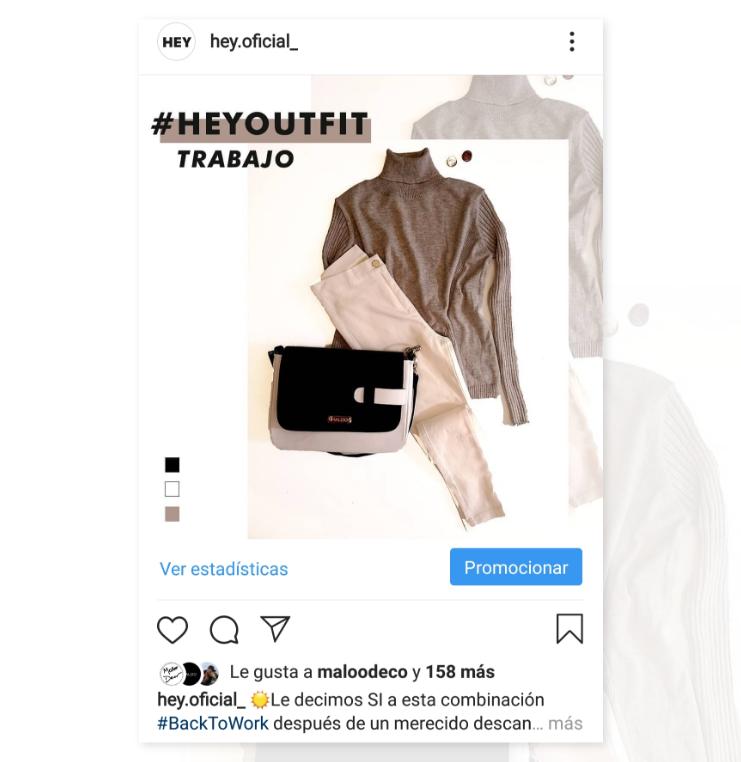 HEY
hey.oficial_
#HEYOUTFIT
TRABAJO
Ver estadísticas
Promocionar
Le gusta a maloodeco y 158 más
hey.oficial_ ☀️Le decimos SI a esta combinación
#BackToWork después de un merecido descan... más